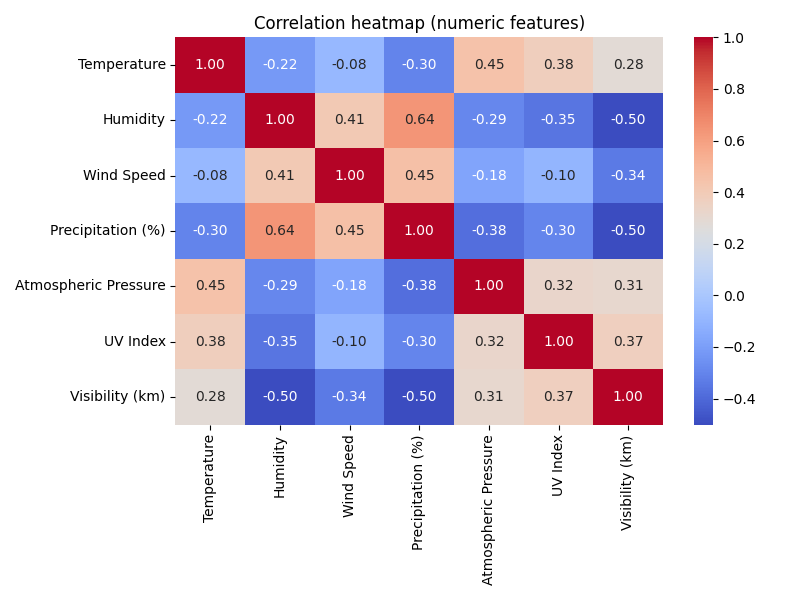 Correlation heatmap (numeric features)
Temperature 1.00 -0.22 -0.08 -0.30 0.45 0.38 0.28
Humidity -0.22 1.00 0.41 0.64 -0.29 -0.35 -0.50
Wind Speed -0.08 0.41 1.00 0.45 -0.18 -0.10 -0.34
Precipitation (%) -0.30 0.64 0.45 1.00 -0.38 -0.30 -0.50
Atmospheric Pressure 0.45 -0.29 -0.18 -0.38 1.00 0.32 0.31
UV Index 0.38 -0.35 -0.10 -0.30 0.32 1.00 0.37
Visibility (km) 0.28 -0.50 -0.34 -0.50 0.31 0.37 1.00
Temperature
Humidity
Wind Speed
Precipitation (%)
Atmospheric Pressure
UV Index
Visibility (km)
1.0
0.8
0.6
0.4
0.2
0.0
−0.2
−0.4